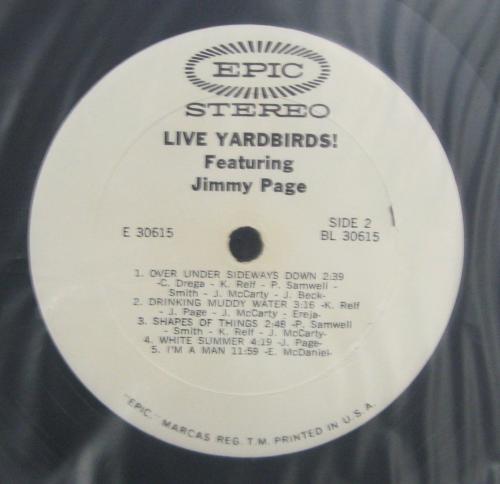 EPIC
STEREO
LIVE YARDBIRDS!
Featuring
Jimmy Page
E 30615
SIDE 2
BL 30615
1. OVER UNDER SIDEWAYS DOWN 2:39
-C. Drega - K. Relf - P. Samwell -
Smith - J. McCarty - J. Beck-
2. DRINKING MUDDY WATER 3:16 -K. Relf
- J. Page - J. McCarty - Ereja-
3. SHAPES OF THINGS 2:48 -P. Samwell
- Smith - K. Relf - J. McCarty-
4. WHITE SUMMER 4:19 -J. Page-
5. I'M A MAN 11:59 -E. McDaniel-
"EPIC," MARCAS REG. T.M. PRINTED IN U.S.A.